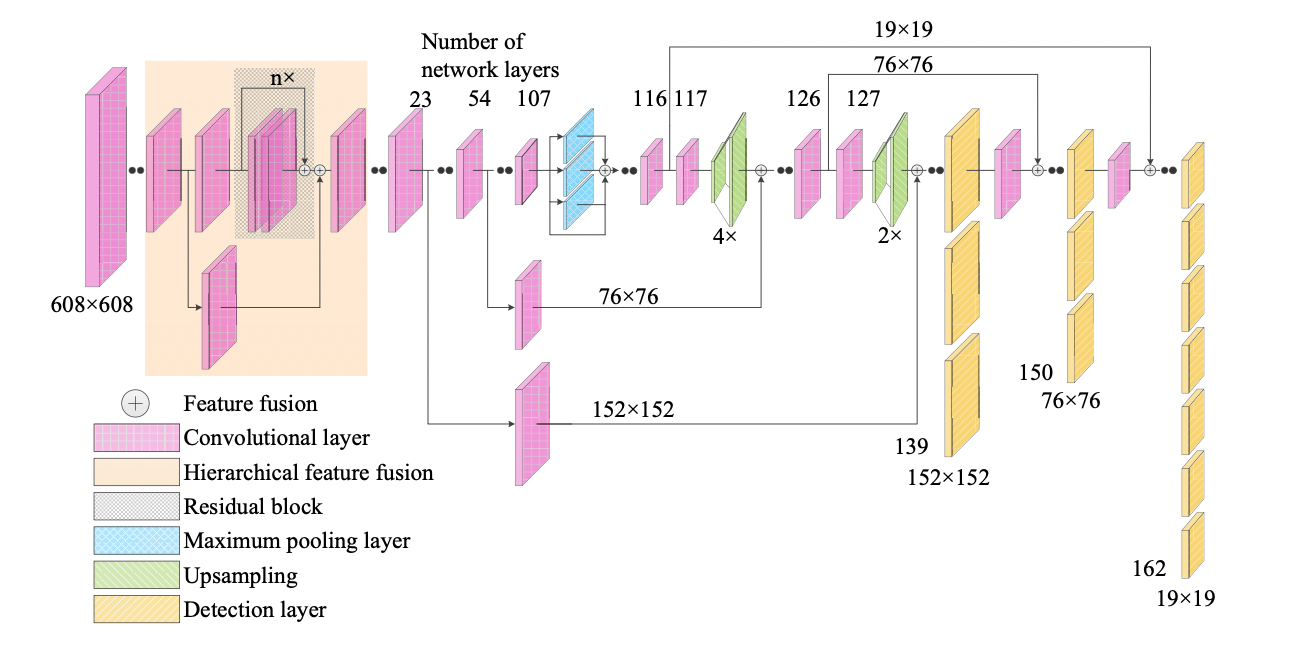 19×19
Number of
network layers
n×
76×76
23
54
107
116
117
126
127
4×
2×
76×76
608×608
150
76×76
152×152
139
152×152
162
19×19
Feature fusion
Convolutional layer
Hierarchical feature fusion
Residual block
Maximum pooling layer
Upsampling
Detection layer